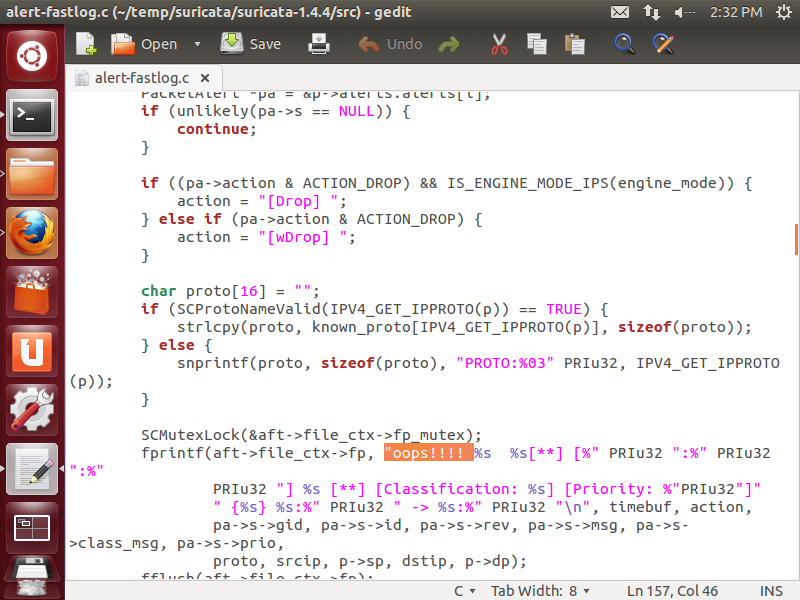 alert-fastlog.c (~/temp/suricata/suricata-1.4.4/src) - gedit
2:32 PM
Open
Save
Undo
alert-fastlog.c
PacketAlert *pa = &p->alerts.alerts[i];
if (unlikely(pa->s == NULL)) {
continue;
}
if ((pa->action & ACTION_DROP) && IS_ENGINE_MODE_IPS(engine_mode)) {
action = "[Drop] ";
} else if (pa->action & ACTION_DROP) {
action = "[wDrop] ";
}
char proto[16] = "";
if (SCProtoNameValid(IPV4_GET_IPPROTO(p)) == TRUE) {
strlcpy(proto, known_proto[IPV4_GET_IPPROTO(p)], sizeof(proto));
} else {
snprintf(proto, sizeof(proto), "PROTO:%03" PRIu32, IPV4_GET_IPPROTO
(p));
}
SCMutexLock(&aft->file_ctx->fp_mutex);
fprintf(aft->file_ctx->fp, "oops!!!! %s  %s[**] [%" PRIu32 ":%" PRIu32
":%"
PRIu32 "] %s [**] [Classification: %s] [Priority: %"PRIu32"]"
" {%s} %s:%" PRIu32 " -> %s:%" PRIu32 "\n", timebuf, action,
pa->s->gid, pa->s->id, pa->s->rev, pa->s->msg, pa->s-
>class_msg, pa->s->prio,
proto, srcip, p->sp, dstip, p->dp);
fflush(aft->file_ctx->fp);
C
Tab Width: 8
Ln 157, Col 46
INS